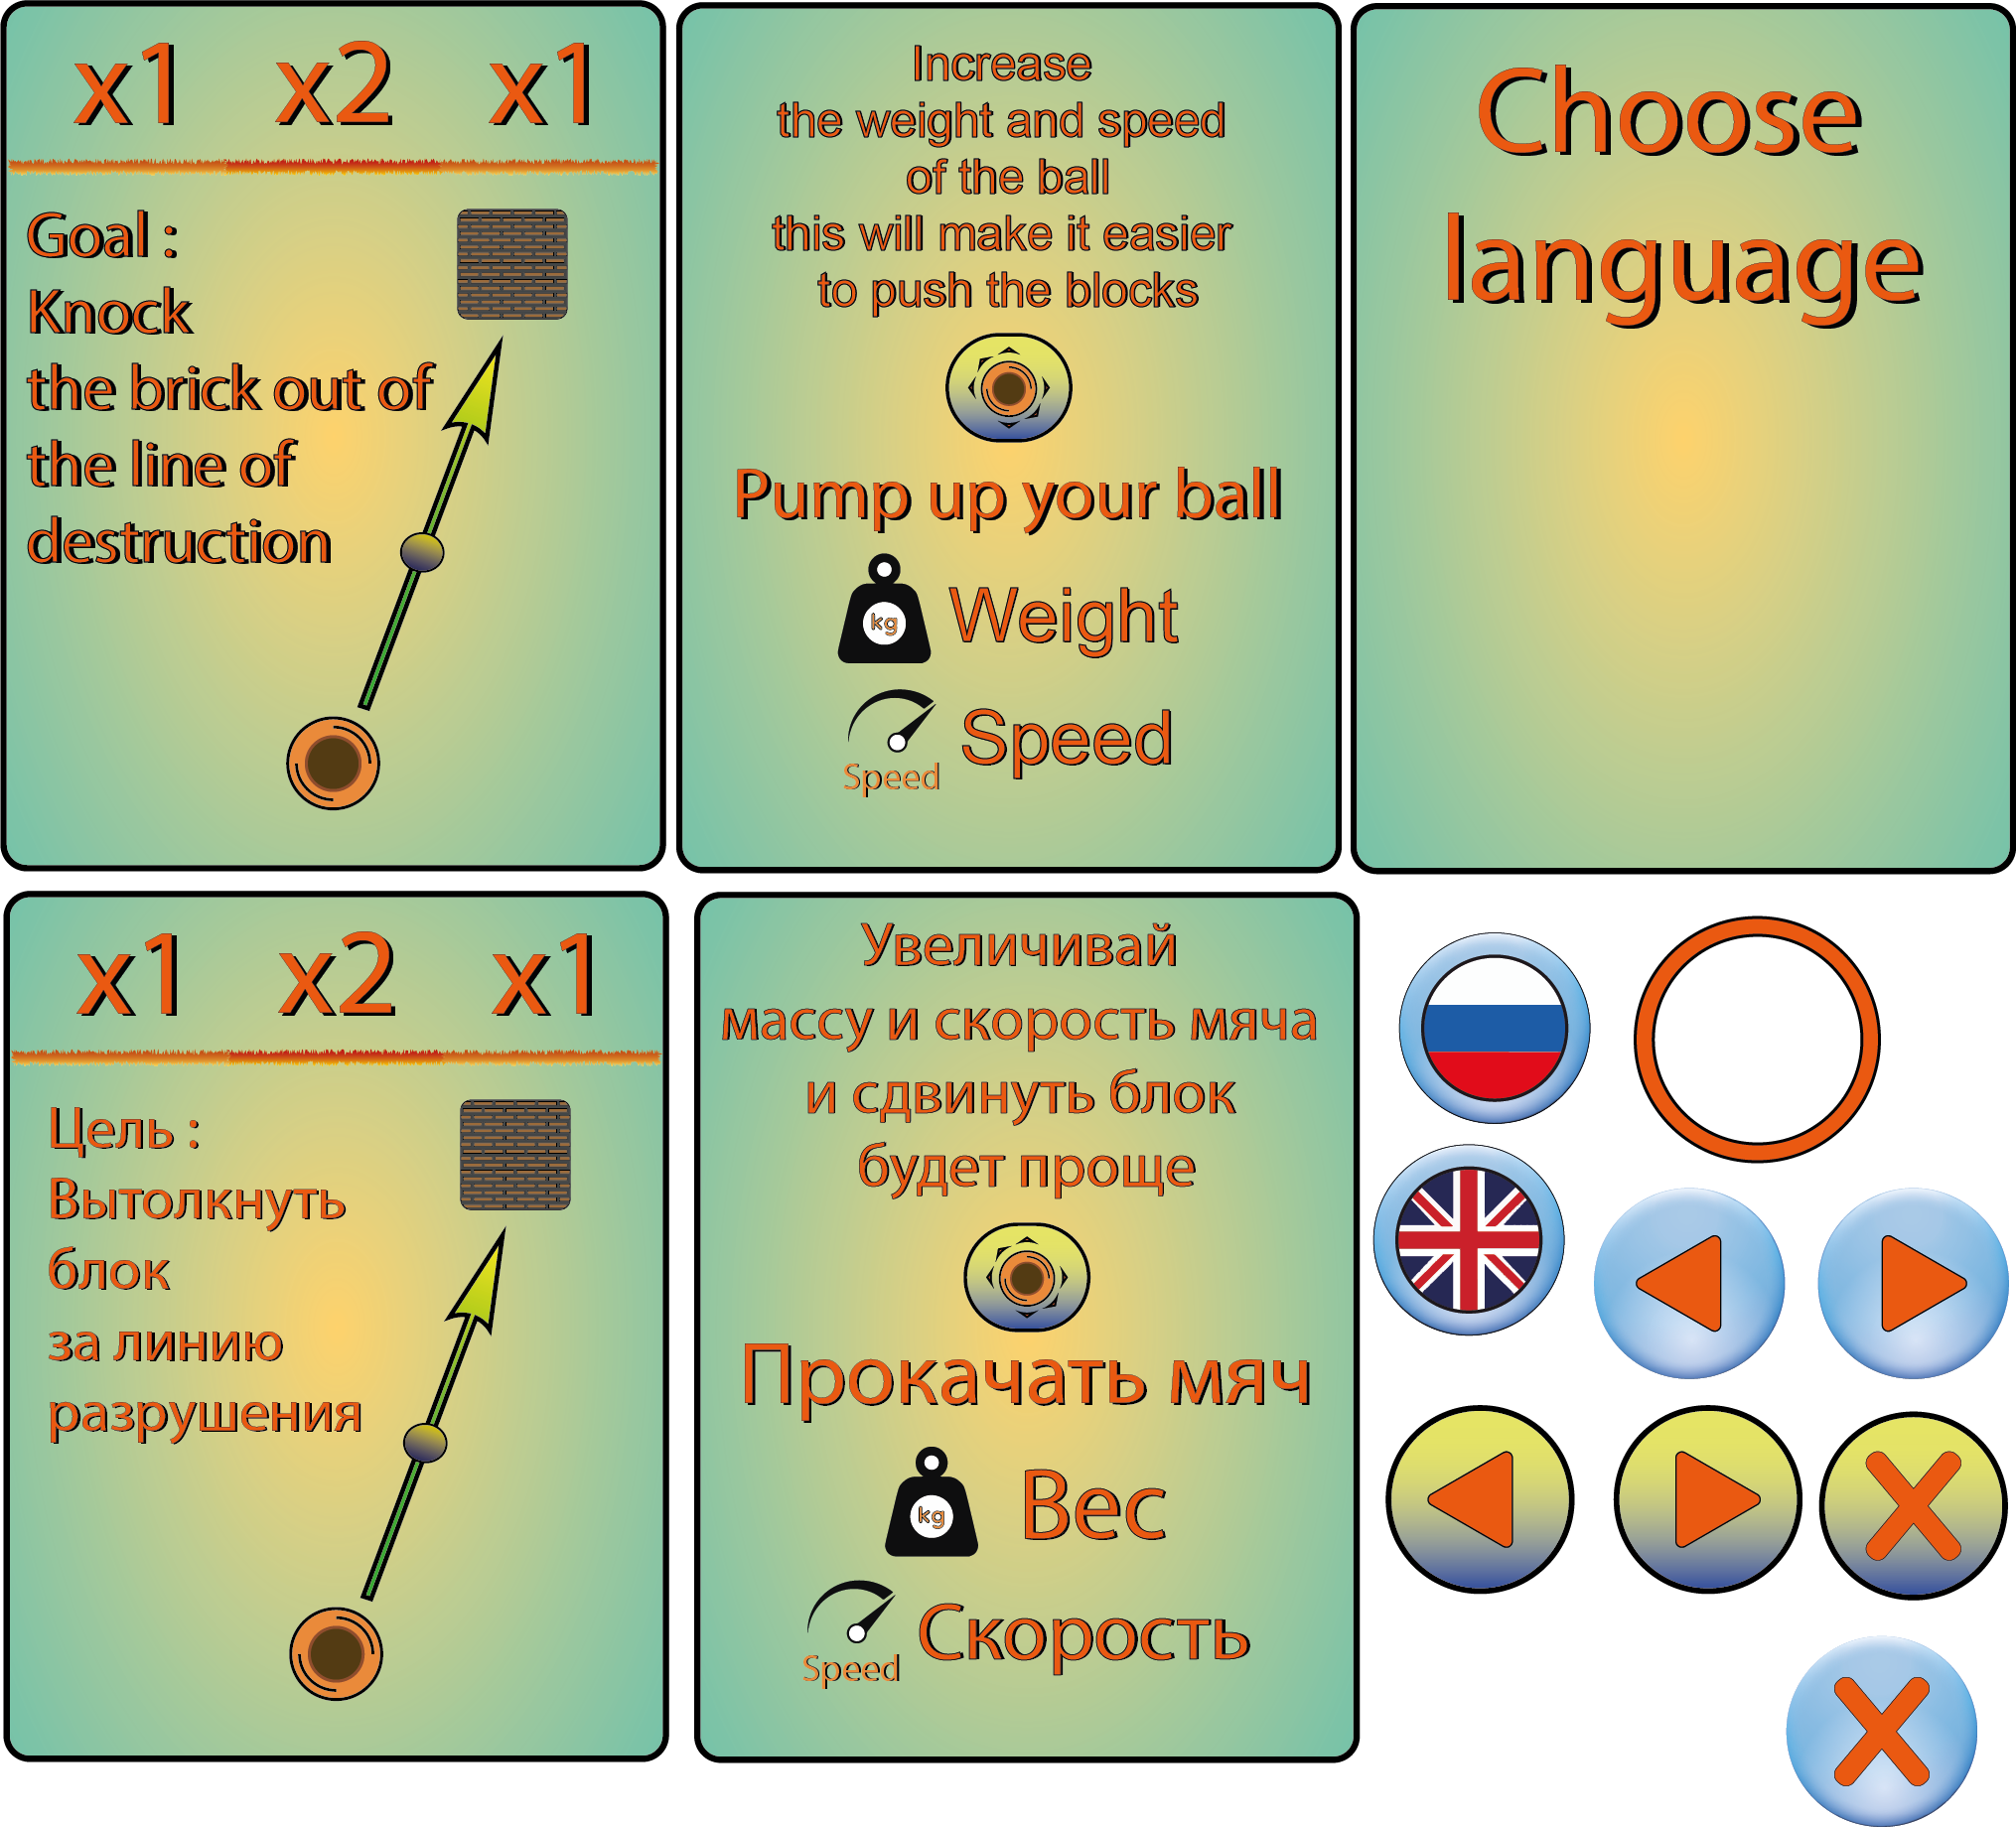 x1 x2 x1
Goal :
Knock
the brick out of
the line of
destruction
Increase
the weight and speed
of the ball
this will make it easier
to push the blocks
Pump up your ball
kg
Weight
Speed
Speed
Choose
language
x1 x2 x1
Цель :
Вытолкнуть
блок
за линию
разрушения
Увеличивай
массу и скорость мяча
и сдвинуть блок
будет проще
Прокачать мяч
kg
Вес
Speed
Скорость